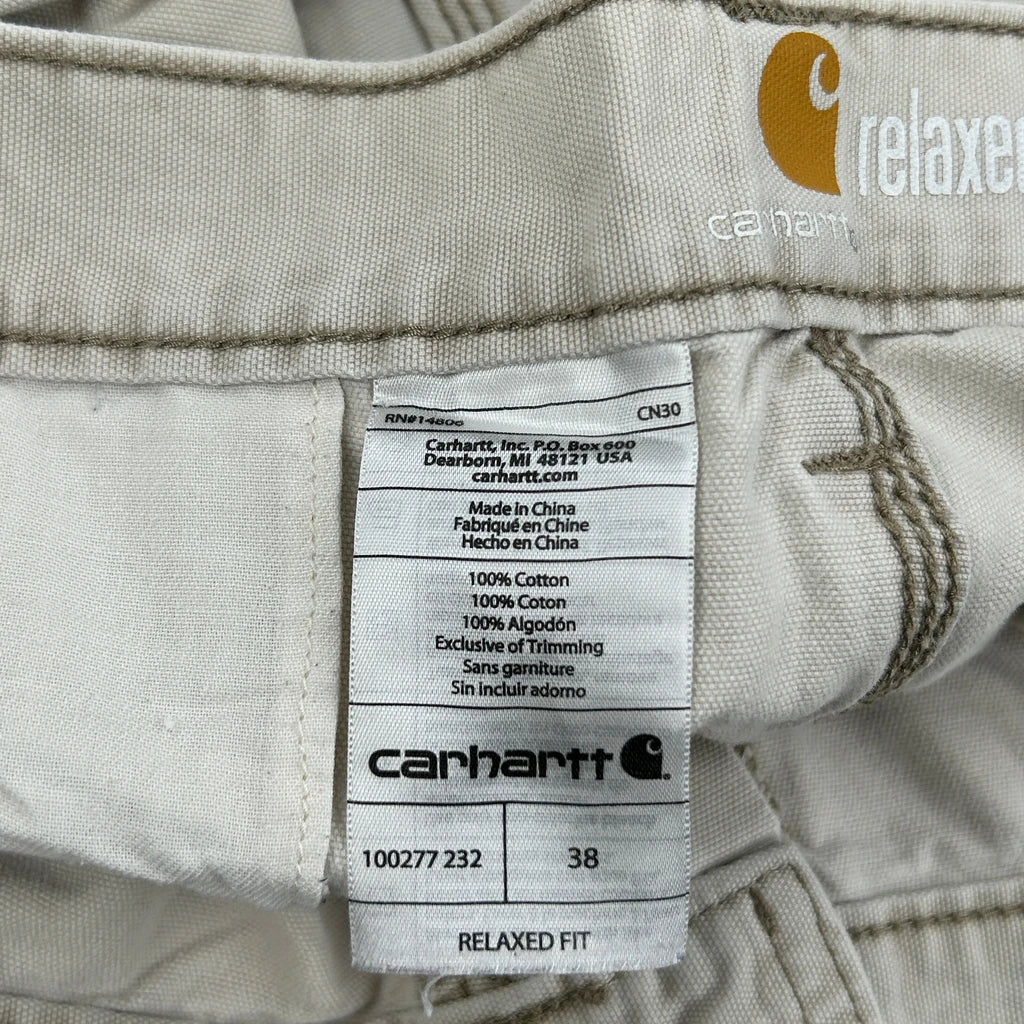 relaxed
carhartt
RN#14806
CN30
Carhartt, Inc. P.O. Box 600
Dearborn, MI 48121 USA
carhartt.com
Made in China
Fabriqué en Chine
Hecho en China
100% Cotton
100% Coton
100% Algodón
Exclusive of Trimming
Sans garniture
Sin incluir adorno
carhartt
100277 232
38
RELAXED FIT